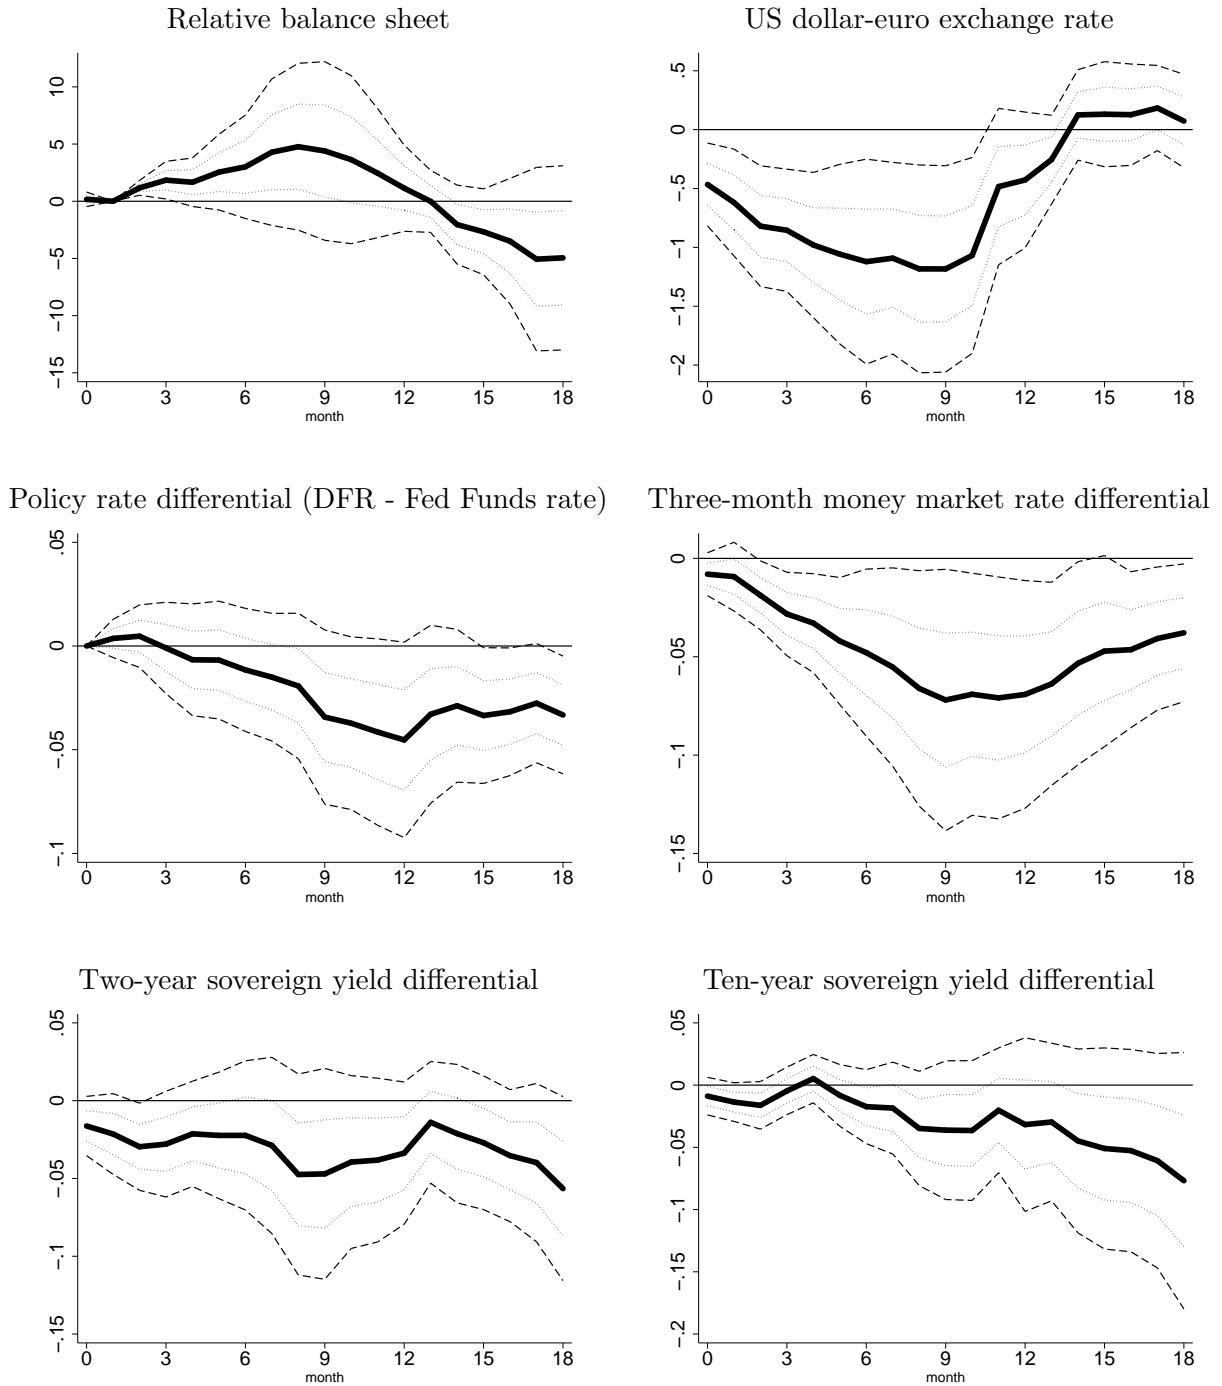 Relative balance sheet
10
5
0
−5
−10
−15
0 3 6 9 12 15 18
month
US dollar-euro exchange rate
.5
0
−.5
−1
−1.5
−2
0 3 6 9 12 15 18
month
Policy rate differential (DFR - Fed Funds rate)
.05
0
−.05
−.1
0 3 6 9 12 15 18
month
Three-month money market rate differential
0
−.05
−.1
−.15
0 3 6 9 12 15 18
month
Two-year sovereign yield differential
.05
0
−.05
−.1
−.15
0 3 6 9 12 15 18
month
Ten-year sovereign yield differential
.05
0
−.05
−.1
−.15
−.2
0 3 6 9 12 15 18
month